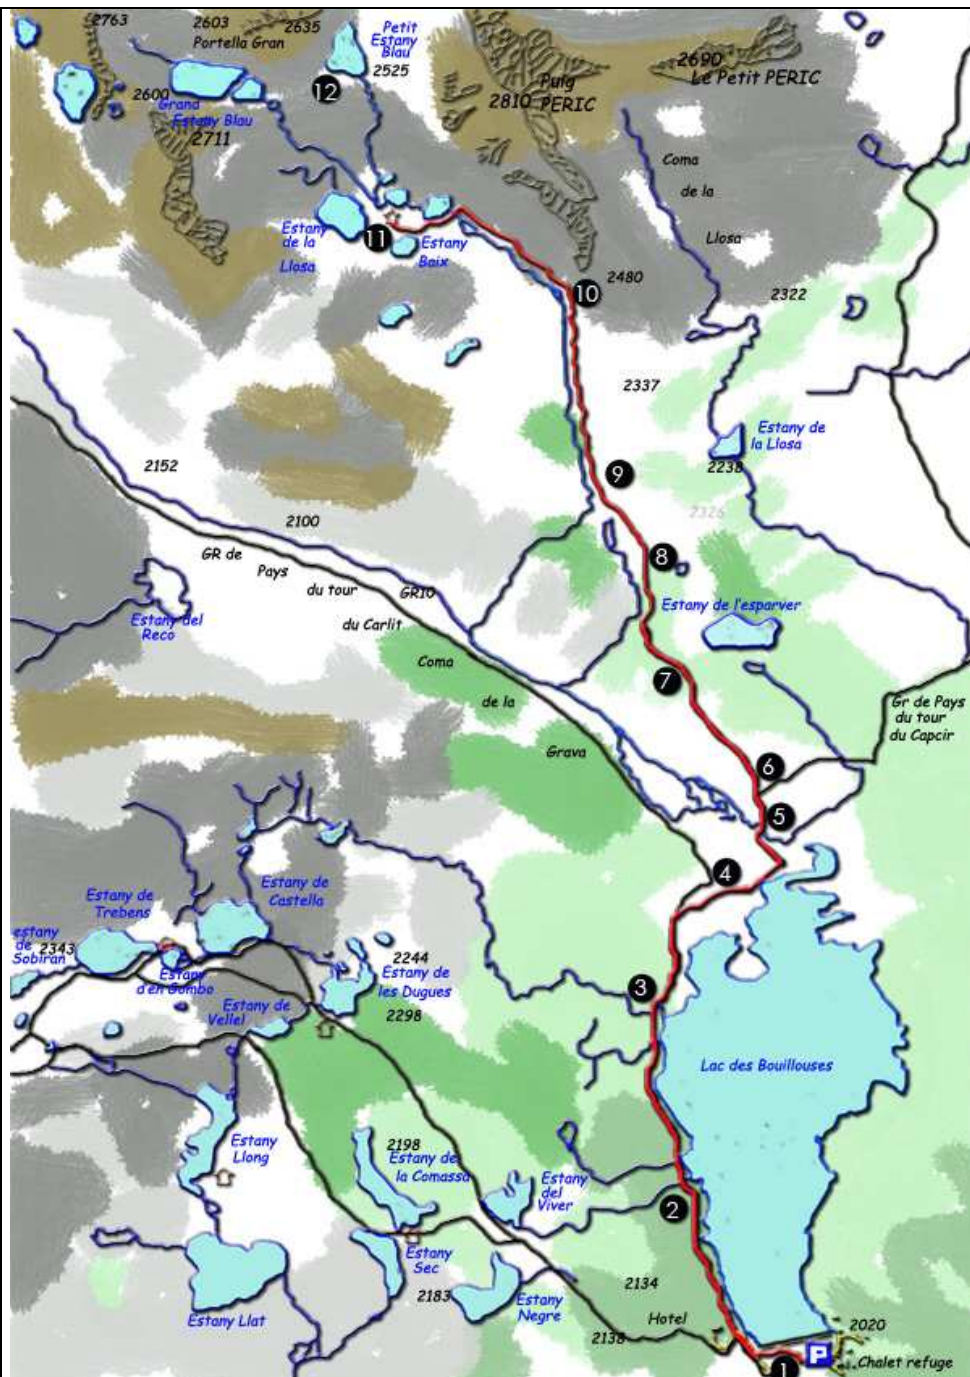 2763
2603
2635
Portella Gran
Petit
Estany
Blau
2525
12
2600
Grand
Estany Blau
2711
2690
Le Petit PERIC
Puig
PERIC
2810
Coma
de la
Llosa
Estany
de la
Llosa
11
Estany
Baix
10
2480
2322
2337
Estany de
la Llosa
2238
9
2152
2100
2326
GR de
Pays
du tour
du Carlit
GR10
8
Estany de l'esparver
Estany del
Reco
Coma
de la
Grava
7
Gr de Pays
du tour
du Capcir
6
5
4
Estany de
Trebens
Estany de
Castella
estany
de
Sobiran
2343
Estany
d'en Gombo
2244
Estany de
les Dugues
Estany de
Vellel
2298
3
Lac des Bouillouses
Estany
Llong
2198
Estany de
la Comassa
Estany
del
Viver
2
Estany
Sec
2183
Estany Llat
Estany
Negre
2134
Hotel
2138
2020
P
Chalet refuge
1